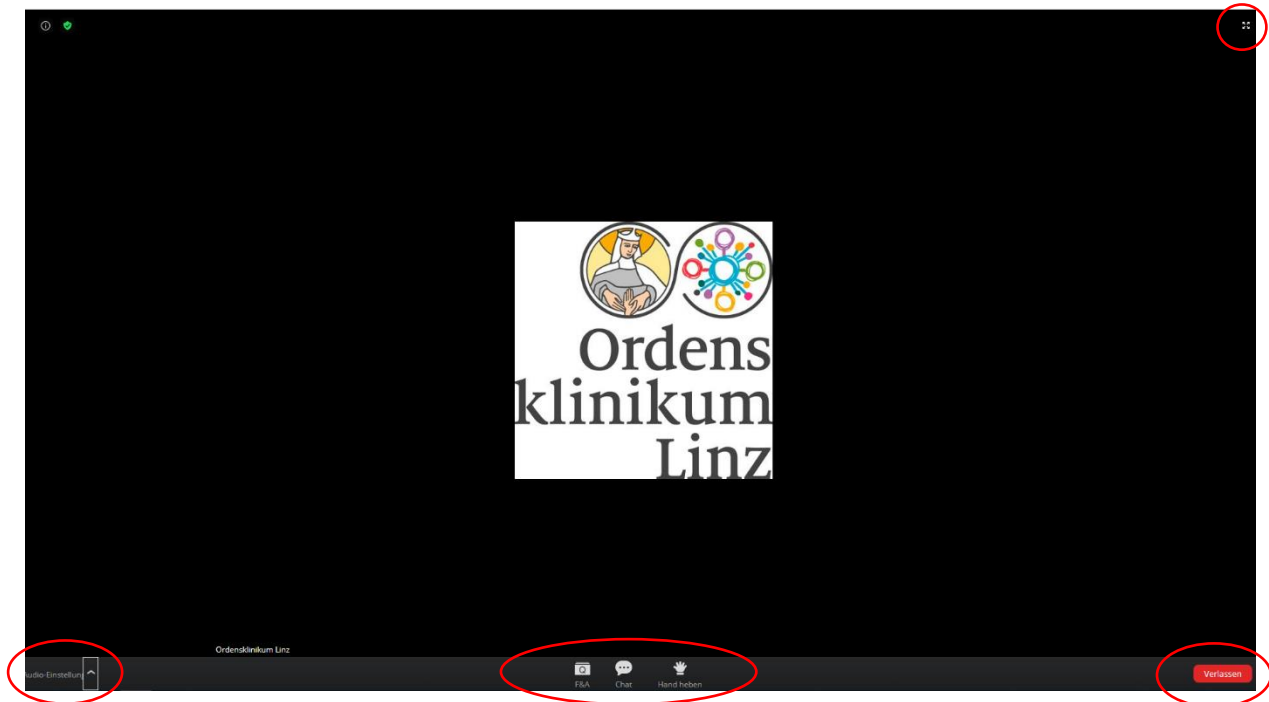 Ordens
klinikum
Linz
Ordensklinikum Linz
udio-Einstellung
F&A
Chat
Hand heben
Verlassen